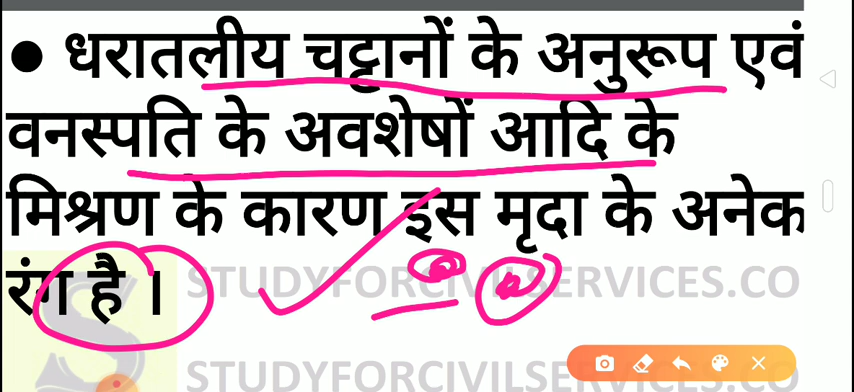 ● धरातलीय चट्टानों के अनुरूप एवं
वनस्पति के अवशेषों आदि के
मिश्रण के कारण इस मृदा के अनेक
रंग है ।
STUDYFORCIVILSERVICES.CO
STUDYFORCIVILSERVICES.CO